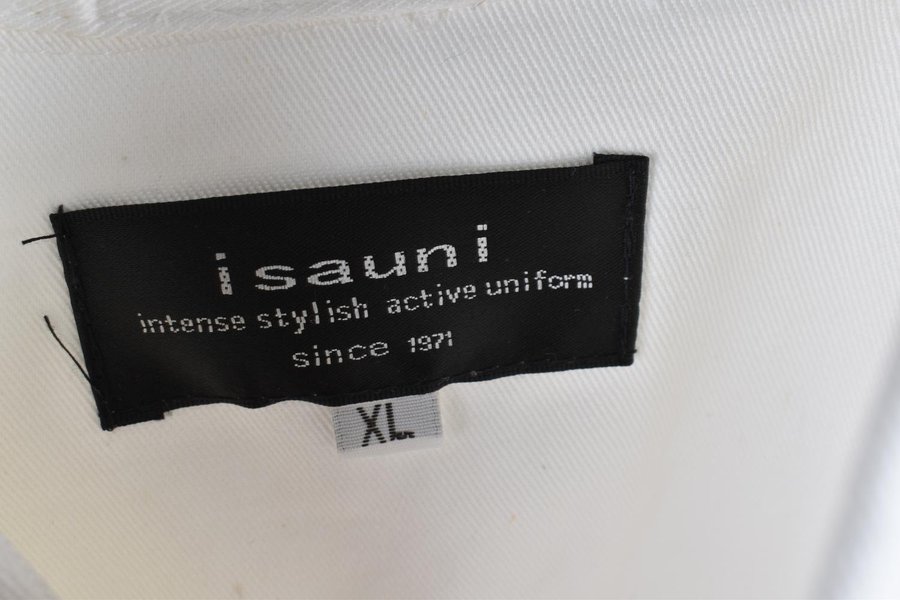 isauni
intense stylish active uniform
since 1971
XL